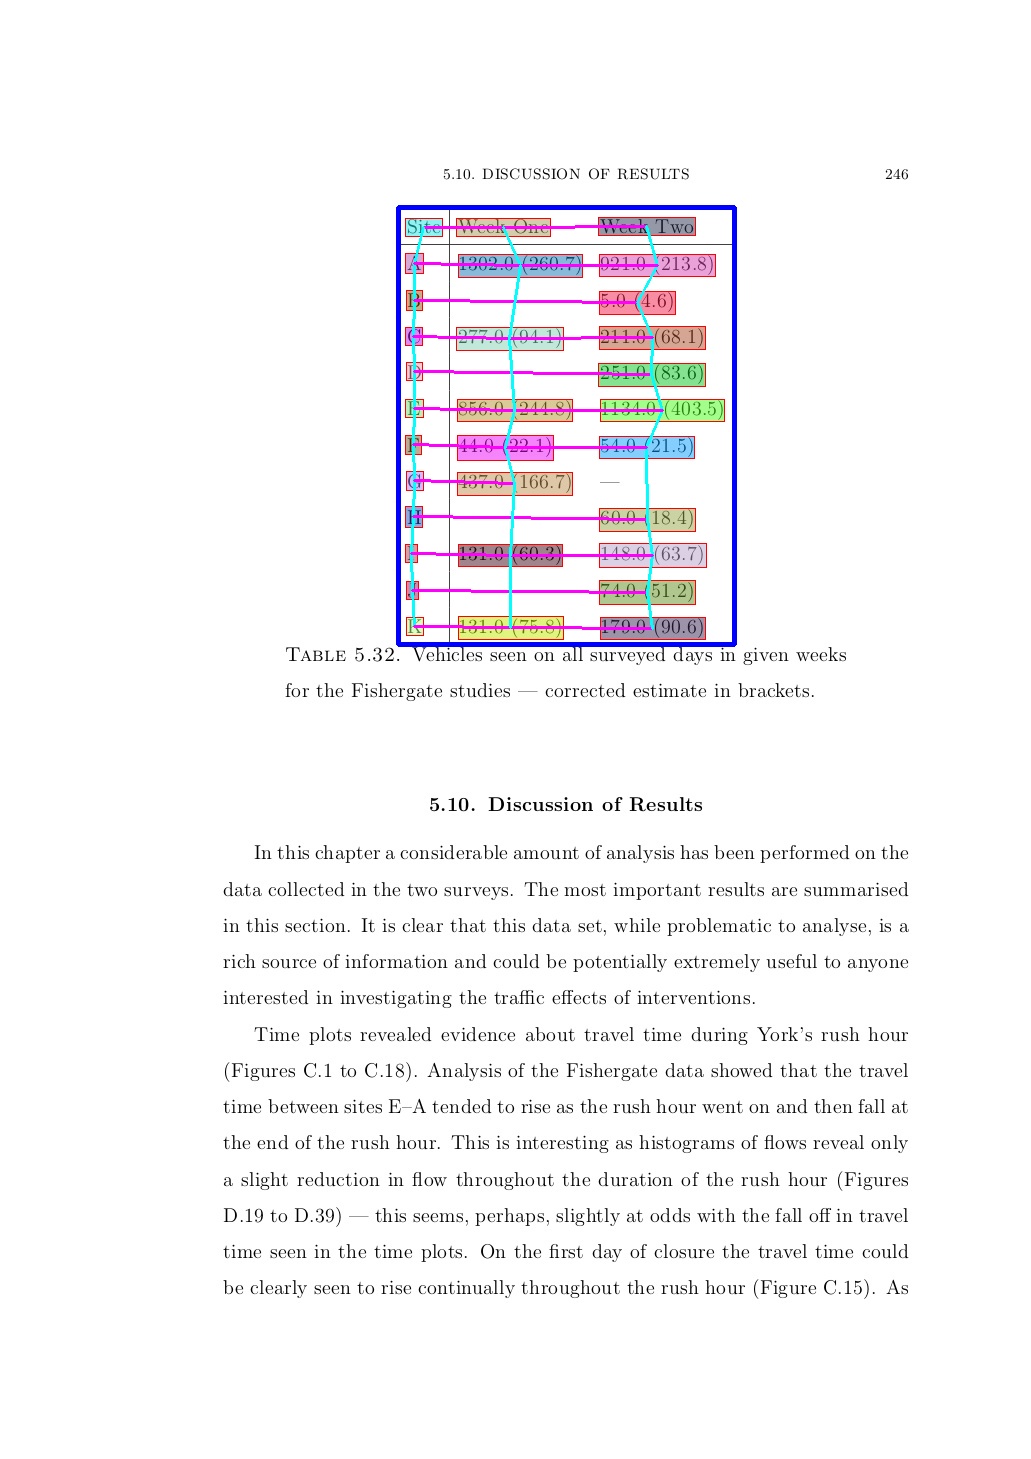 5.10. DISCUSSION OF RESULTS 246
Site Week One Week Two
A 1302.0 (260.7) 921.0 (213.8)
B 5.0 (4.6)
C 277.0 (94.1) 211.0 (68.1)
D 251.0 (83.6)
E 856.0 (244.8) 1134.0 (403.5)
F 44.0 (22.1) 54.0 (21.5)
G 437.0 (166.7) —
H 60.0 (18.4)
I 131.0 (60.3) 148.0 (63.7)
J 74.0 (51.2)
K 131.0 (75.8) 179.0 (90.6)
TABLE 5.32. Vehicles seen on all surveyed days in given weeks
for the Fishergate studies — corrected estimate in brackets.
5.10. Discussion of Results
In this chapter a considerable amount of analysis has been performed on the
data collected in the two surveys. The most important results are summarised
in this section. It is clear that this data set, while problematic to analyse, is a
rich source of information and could be potentially extremely useful to anyone
interested in investigating the traffic effects of interventions.
Time plots revealed evidence about travel time during York's rush hour
(Figures C.1 to C.18). Analysis of the Fishergate data showed that the travel
time between sites E–A tended to rise as the rush hour went on and then fall at
the end of the rush hour. This is interesting as histograms of flows reveal only
a slight reduction in flow throughout the duration of the rush hour (Figures
D.19 to D.39) — this seems, perhaps, slightly at odds with the fall off in travel
time seen in the time plots. On the first day of closure the travel time could
be clearly seen to rise continually throughout the rush hour (Figure C.15). As